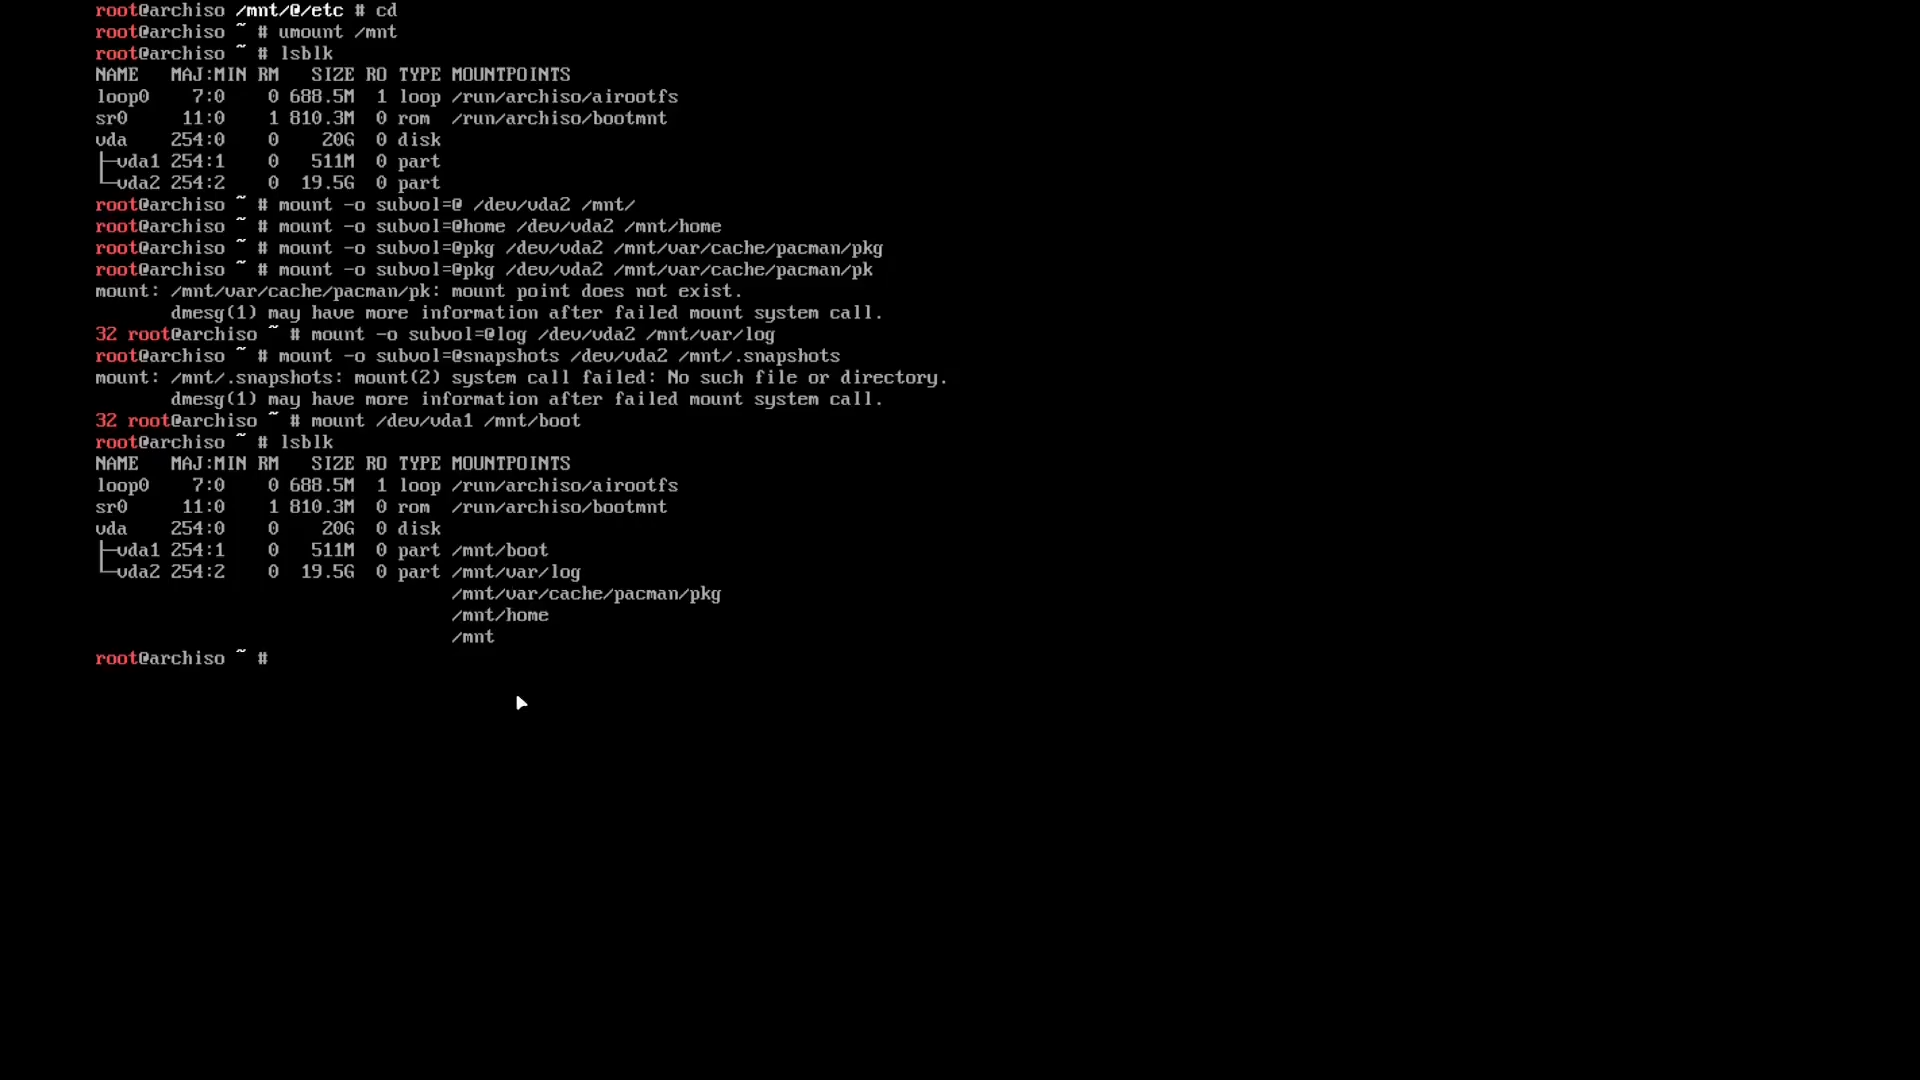 root@archiso /mnt/@/etc # cd
root@archiso ~ # umount /mnt
root@archiso ~ # lsblk
NAME   MAJ:MIN RM   SIZE RO TYPE MOUNTPOINTS
loop0    7:0    0 688.5M  1 loop /run/archiso/airootfs
sr0     11:0    1 810.3M  0 rom  /run/archiso/bootmnt
vda    254:0    0    20G  0 disk
├─vda1 254:1    0   511M  0 part
└─vda2 254:2    0  19.5G  0 part
root@archiso ~ # mount -o subvol=@ /dev/vda2 /mnt/
root@archiso ~ # mount -o subvol=@home /dev/vda2 /mnt/home
root@archiso ~ # mount -o subvol=@pkg /dev/vda2 /mnt/var/cache/pacman/pkg
root@archiso ~ # mount -o subvol=@pkg /dev/vda2 /mnt/var/cache/pacman/pk
mount: /mnt/var/cache/pacman/pk: mount point does not exist.
       dmesg(1) may have more information after failed mount system call.
32 root@archiso ~ # mount -o subvol=@log /dev/vda2 /mnt/var/log
root@archiso ~ # mount -o subvol=@snapshots /dev/vda2 /mnt/.snapshots
mount: /mnt/.snapshots: mount(2) system call failed: No such file or directory.
       dmesg(1) may have more information after failed mount system call.
32 root@archiso ~ # mount /dev/vda1 /mnt/boot
root@archiso ~ # lsblk
NAME   MAJ:MIN RM   SIZE RO TYPE MOUNTPOINTS
loop0    7:0    0 688.5M  1 loop /run/archiso/airootfs
sr0     11:0    1 810.3M  0 rom  /run/archiso/bootmnt
vda    254:0    0    20G  0 disk
├─vda1 254:1    0   511M  0 part /mnt/boot
└─vda2 254:2    0  19.5G  0 part /mnt/var/log
                                 /mnt/var/cache/pacman/pkg
                                 /mnt/home
                                 /mnt
root@archiso ~ #